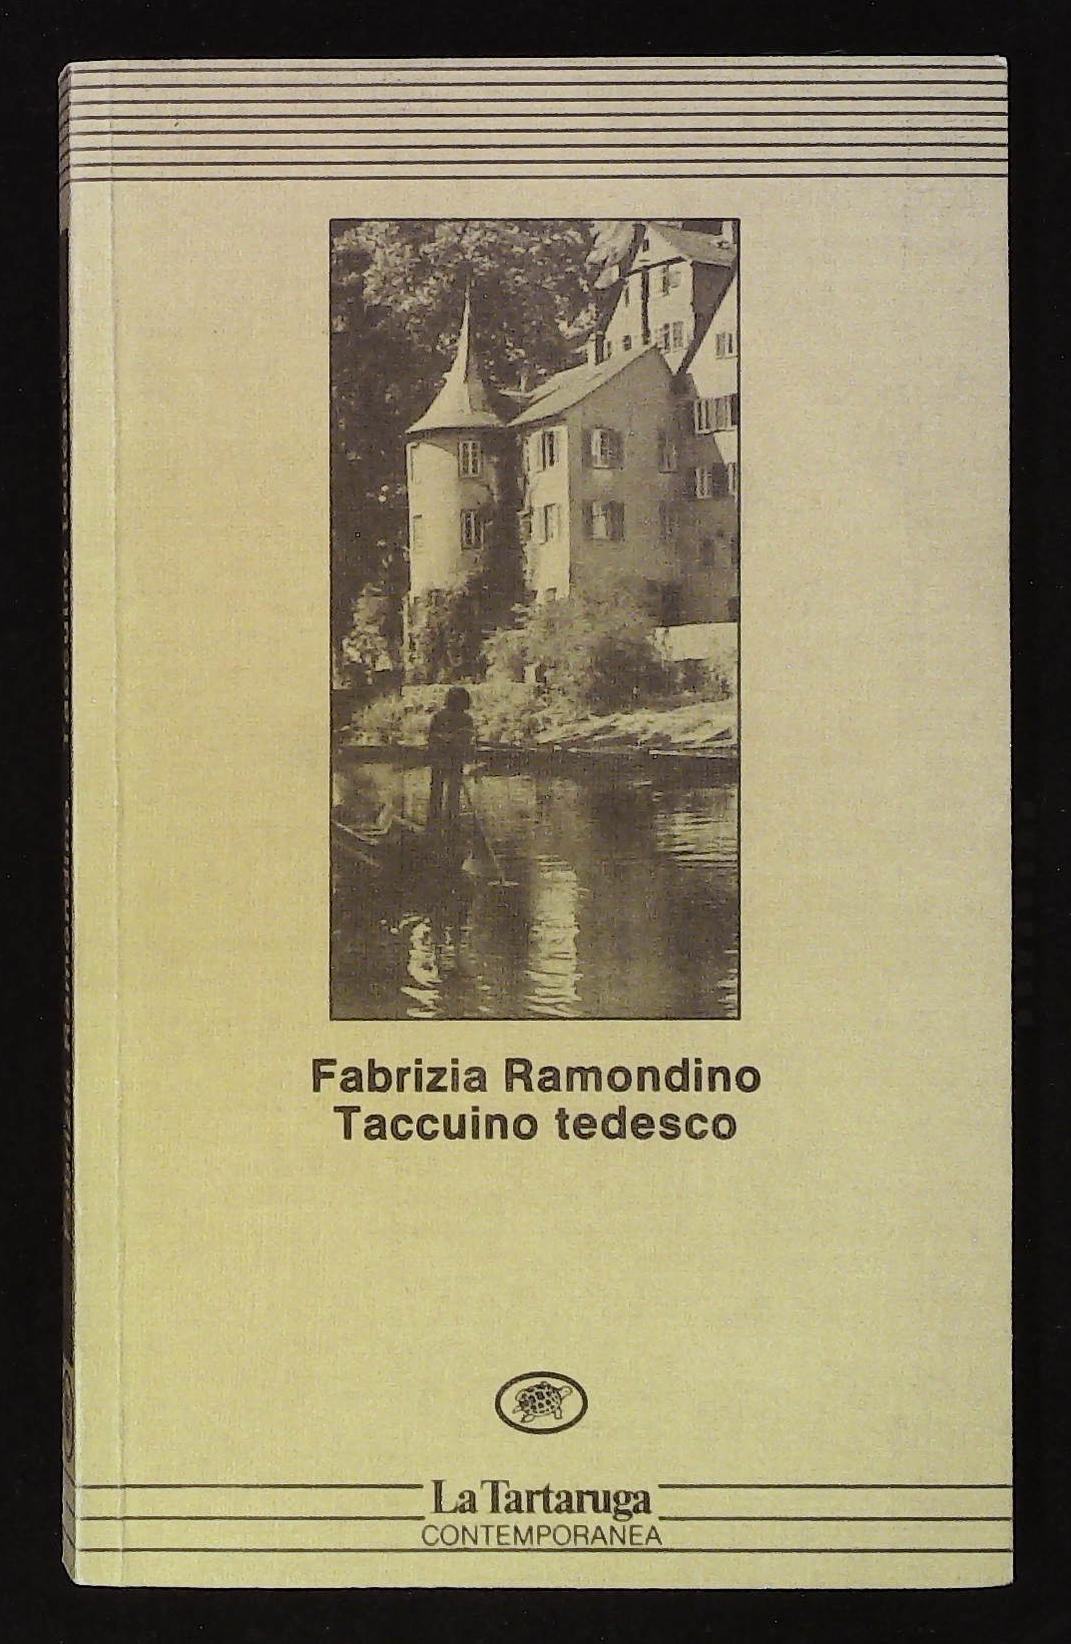 Fabrizia Ramondino
Taccuino tedesco
La Tartaruga
CONTEMPORANEA